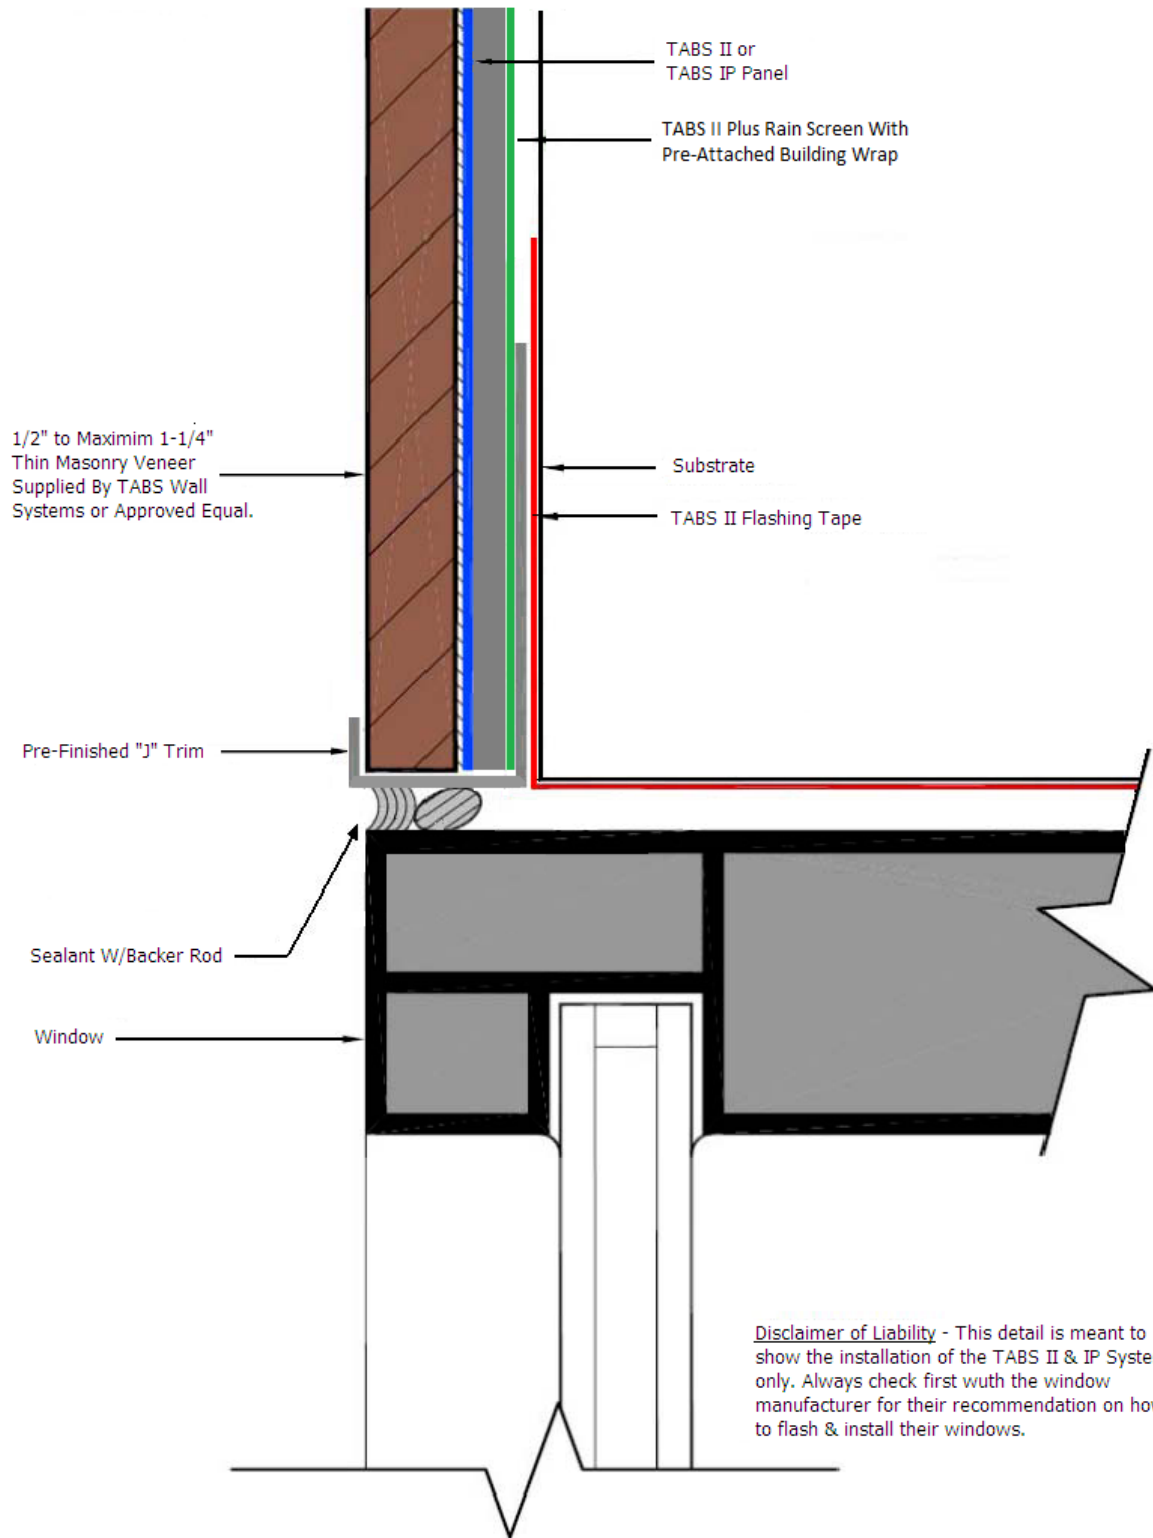 TABS II or
TABS IP Panel
TABS II Plus Rain Screen With
Pre-Attached Building Wrap
1/2" to Maximim 1-1/4"
Thin Masonry Veneer
Supplied By TABS Wall
Systems or Approved Equal.
Substrate
TABS II Flashing Tape
Pre-Finished "J" Trim
Sealant W/Backer Rod
Window
Disclaimer of Liability - This detail is meant to
show the installation of the TABS II & IP Syste
only. Always check first wuth the window
manufacturer for their recommendation on ho
to flash & install their windows.